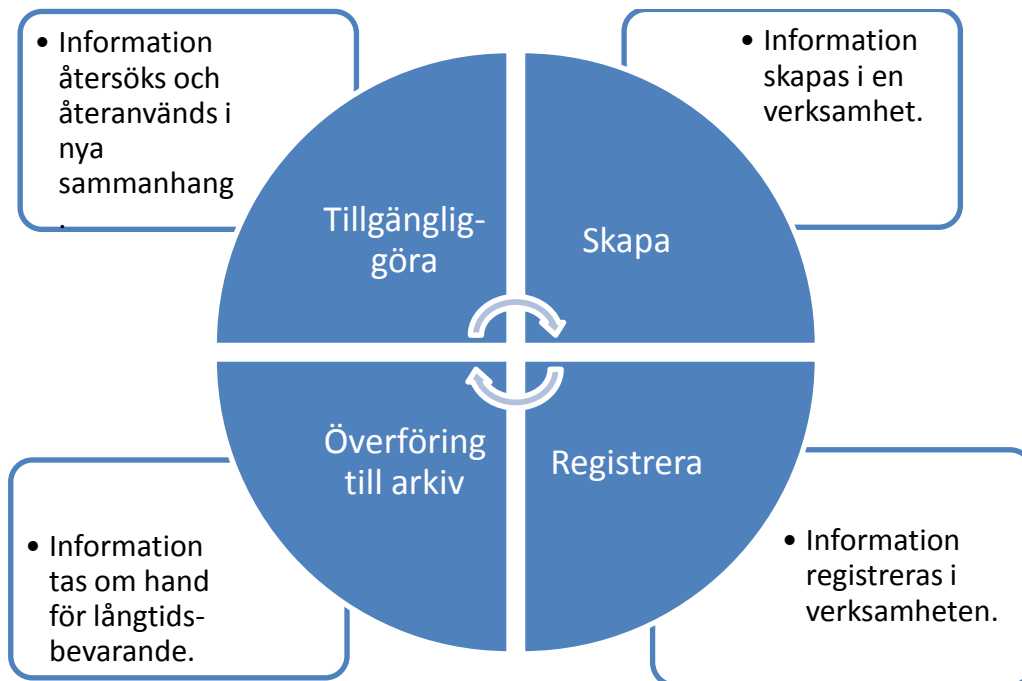 • Information
återsöks och
återanvänds i
nya
sammanhang
.
• Information
skapas i en
verksamhet.
Tillgänglig-
göra
Skapa
Överföring
till arkiv
Registrera
• Information
tas om hand
för långtids-
bevarande.
• Information
registreras i
verksamheten.